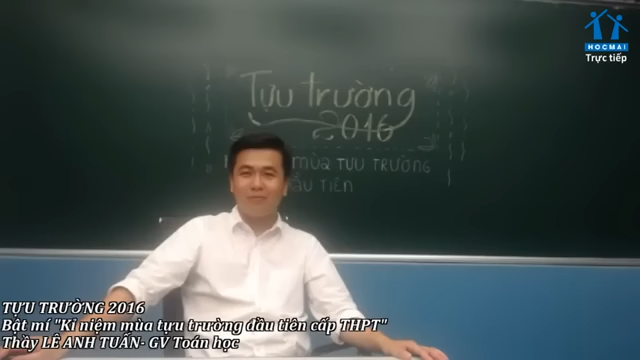 HOCMAI
Trực tiếp
Tựu trường
2016
MÙA TỰU TRƯỜNG
ĐẦU TIÊN
TỰU TRƯỜNG 2016
Bật mí "Kỉ niệm mùa tựu trường đầu tiên cấp THPT"
Thầy LÊ ANH TUẤN- GV Toán học